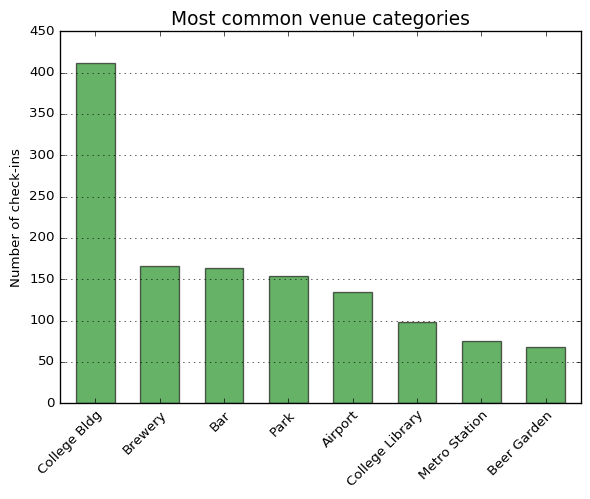 Most common venue categories
450
400
350
300
250
200
150
100
50
0
Number of check-ins
College Bldg
Brewery
Bar
Park
Airport
College Library
Metro Station
Beer Garden